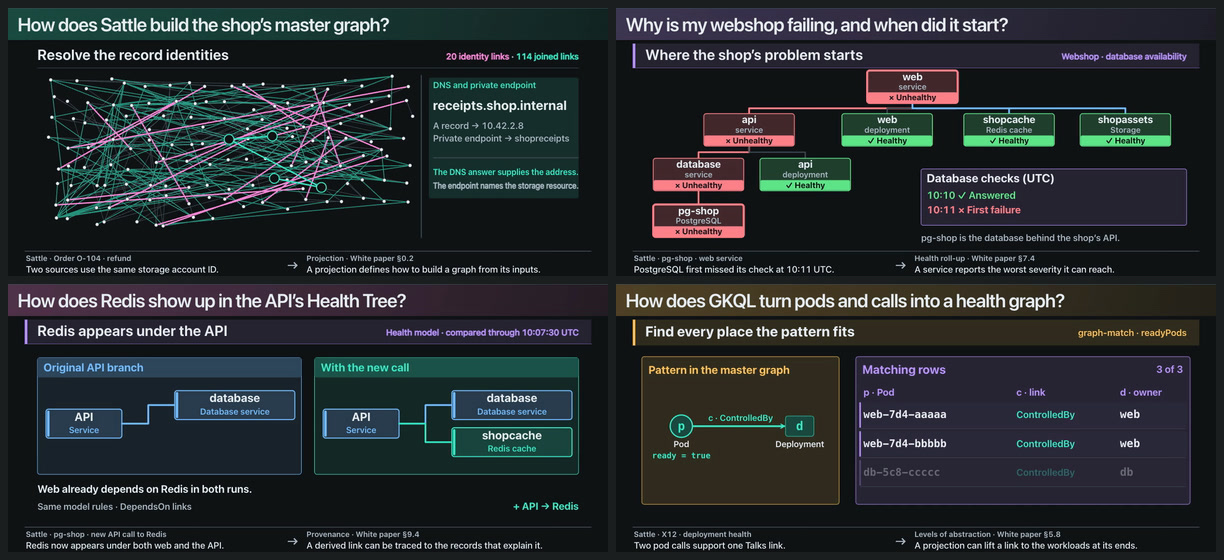 How does Sattle build the shop's master graph?
Resolve the record identities
20 identity links · 114 joined links
DNS and private endpoint
receipts.shop.internal
A record → 10.42.2.8
Private endpoint → shopreceipts
The DNS answer supplies the address.
The endpoint names the storage resource.
Sattle · Order O-104 · refund
Two sources use the same storage account ID.
→
Projection · White paper §0.2
A projection defines how to build a graph from its inputs.
Why is my webshop failing, and when did it start?
Where the shop's problem starts
Webshop · database availability
web
service
× Unhealthy
api
service
× Unhealthy
web
deployment
✓ Healthy
shopcache
Redis cache
✓ Healthy
shopassets
Storage
✓ Healthy
database
service
× Unhealthy
api
deployment
✓ Healthy
pg-shop
PostgreSQL
× Unhealthy
Database checks (UTC)
10:10 ✓ Answered
10:11 × First failure
pg-shop is the database behind the shop's API.
Sattle · pg-shop · web service
PostgreSQL first missed its check at 10:11 UTC.
→
Health roll-up · White paper §7.4
A service reports the worst severity it can reach.
How does Redis show up in the API's Health Tree?
Redis appears under the API
Health model · compared through 10:07:30 UTC
Original API branch
API
Service
database
Database service
With the new call
API
Service
database
Database service
shopcache
Redis cache
Web already depends on Redis in both runs.
Same model rules · DependsOn links
+ API → Redis
Sattle · pg-shop · new API call to Redis
Redis now appears under both web and the API.
→
Provenance · White paper §9.4
A derived link can be traced to the records that explain it.
How does GKQL turn pods and calls into a health graph?
Find every place the pattern fits
graph-match · readyPods
Pattern in the master graph
p
c · ControlledBy
d
Pod
Deployment
ready = true
Matching rows
3 of 3
p · Pod
c · link
d · owner
web-7d4-aaaaa
ControlledBy
web
web-7d4-bbbbb
ControlledBy
web
db-5c8-ccccc
ControlledBy
db
Sattle · X12 · deployment health
Two pod calls support one Talks link.
→
Levels of abstraction · White paper §5.8
A projection can lift a link to the workloads at its ends.